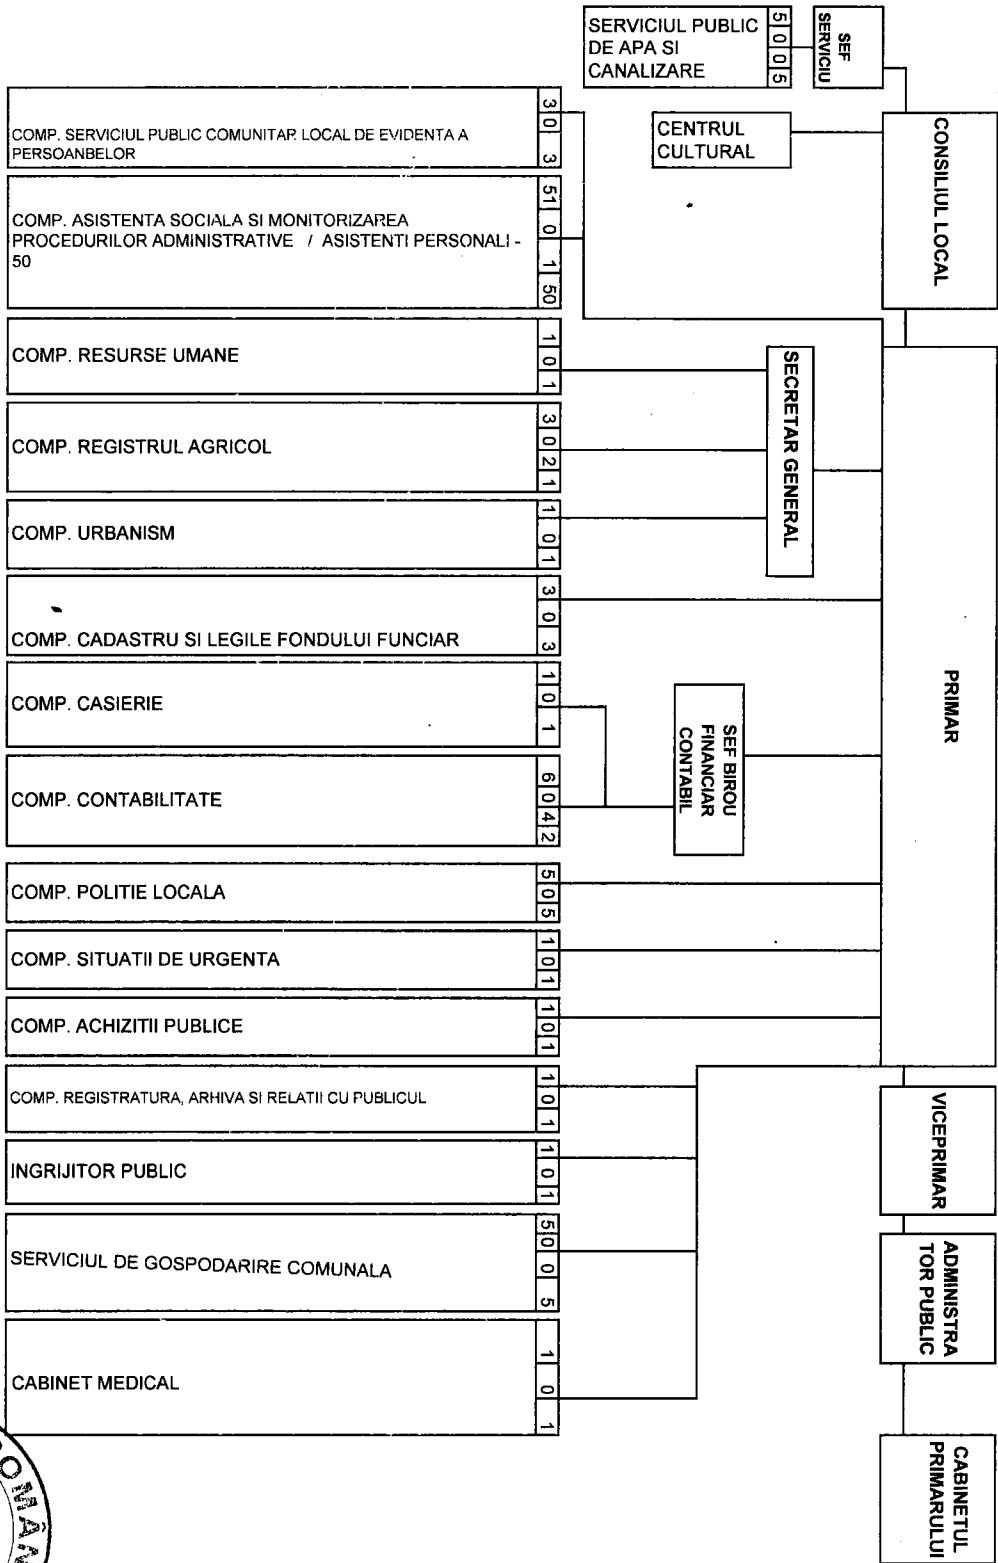 SERVICIUL PUBLIC
DE APA SI
CANALIZARE
5 0 0 5
SEF
SERVICIU
CENTRUL
CULTURAL
CONSILIUL LOCAL
PRIMAR
SECRETAR GENERAL
SEF BIROU
FINANCIAR
CONTABIL
VICEPRIMAR
ADMINISTRA
TOR PUBLIC
CABINETUL
PRIMARULUI
COMP. SERVICIUL PUBLIC COMUNITAR LOCAL DE EVIDENTA A
PERSOANBELOR
3 0 3
COMP. ASISTENTA SOCIALA SI MONITORIZAREA
PROCEDURILOR ADMINISTRATIVE / ASISTENTI PERSONALI -
50
51 0 1 50
COMP. RESURSE UMANE
1 0 1
COMP. REGISTRUL AGRICOL
3 0 2 1
COMP. URBANISM
1 0 1
COMP. CADASTRU SI LEGILE FONDULUI FUNCIAR
3 0 3
COMP. CASIERIE
1 0 1
COMP. CONTABILITATE
6 0 4 2
COMP. POLITIE LOCALA
5 0 5
COMP. SITUATII DE URGENTA
1 0 1
COMP. ACHIZITII PUBLICE
1 0 1
COMP. REGISTRATURA, ARHIVA SI RELATII CU PUBLICUL
1 0 1
INGRIJITOR PUBLIC
1 0 1
SERVICIUL DE GOSPODARIRE COMUNALA
5 0 0 5
CABINET MEDICAL
1 0 1